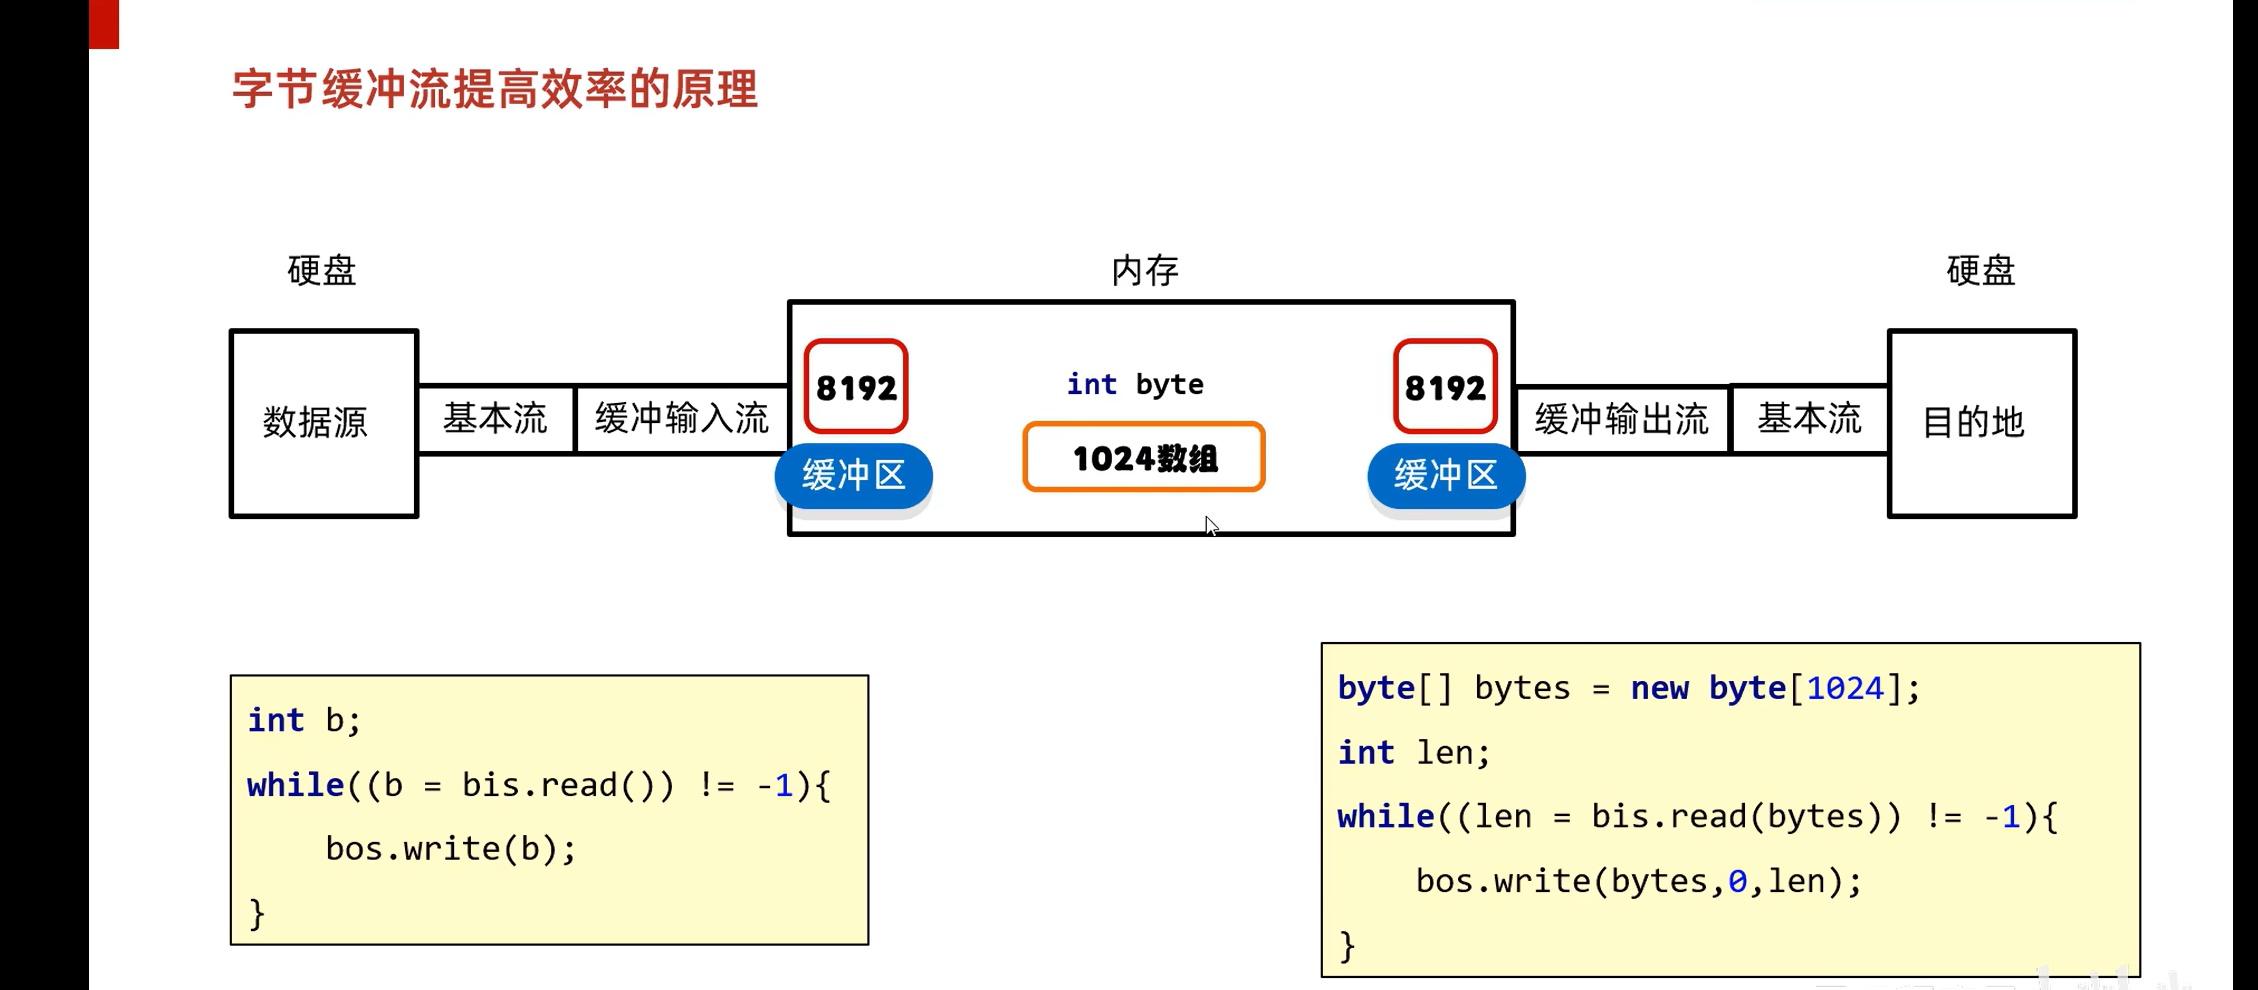 字节缓冲流提高效率的原理
硬盘
内存
硬盘
数据源
基本流
缓冲输入流
8192
缓冲区
int byte
1024数组
8192
缓冲区
缓冲输出流
基本流
目的地
int b;
while((b = bis.read()) != -1){
    bos.write(b);
}
byte[] bytes = new byte[1024];
int len;
while((len = bis.read(bytes)) != -1){
    bos.write(bytes,0,len);
}